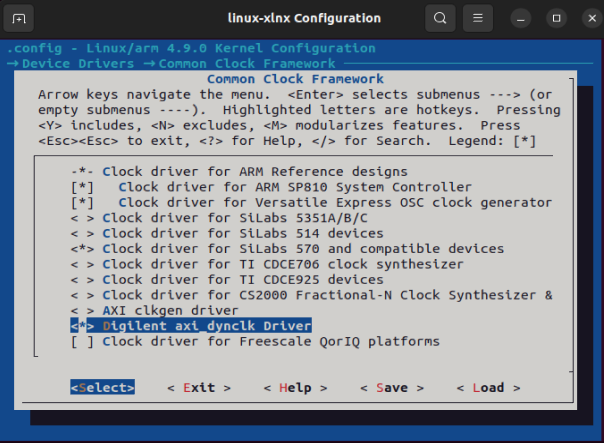 linux-xlnx Configuration
.config - Linux/arm 4.9.0 Kernel Configuration
→ Device Drivers → Common Clock Framework
Common Clock Framework
Arrow keys navigate the menu. <Enter> selects submenus ---> (or
empty submenus ----). Highlighted letters are hotkeys. Pressing
<Y> includes, <N> excludes, <M> modularizes features. Press
<Esc><Esc> to exit, <?> for Help, </> for Search. Legend: [*]
-*- Clock driver for ARM Reference designs
[*] Clock driver for ARM SP810 System Controller
[*] Clock driver for Versatile Express OSC clock generator
< > Clock driver for SiLabs 5351A/B/C
< > Clock driver for SiLabs 514 devices
<*> Clock driver for SiLabs 570 and compatible devices
< > Clock driver for TI CDCE706 clock synthesizer
< > Clock driver for TI CDCE925 devices
< > Clock driver for CS2000 Fractional-N Clock Synthesizer &
< > AXI clkgen driver
<*> Digilent axi_dynclk Driver
[ ] Clock driver for Freescale QorIQ platforms
<Select> < Exit > < Help > < Save > < Load >